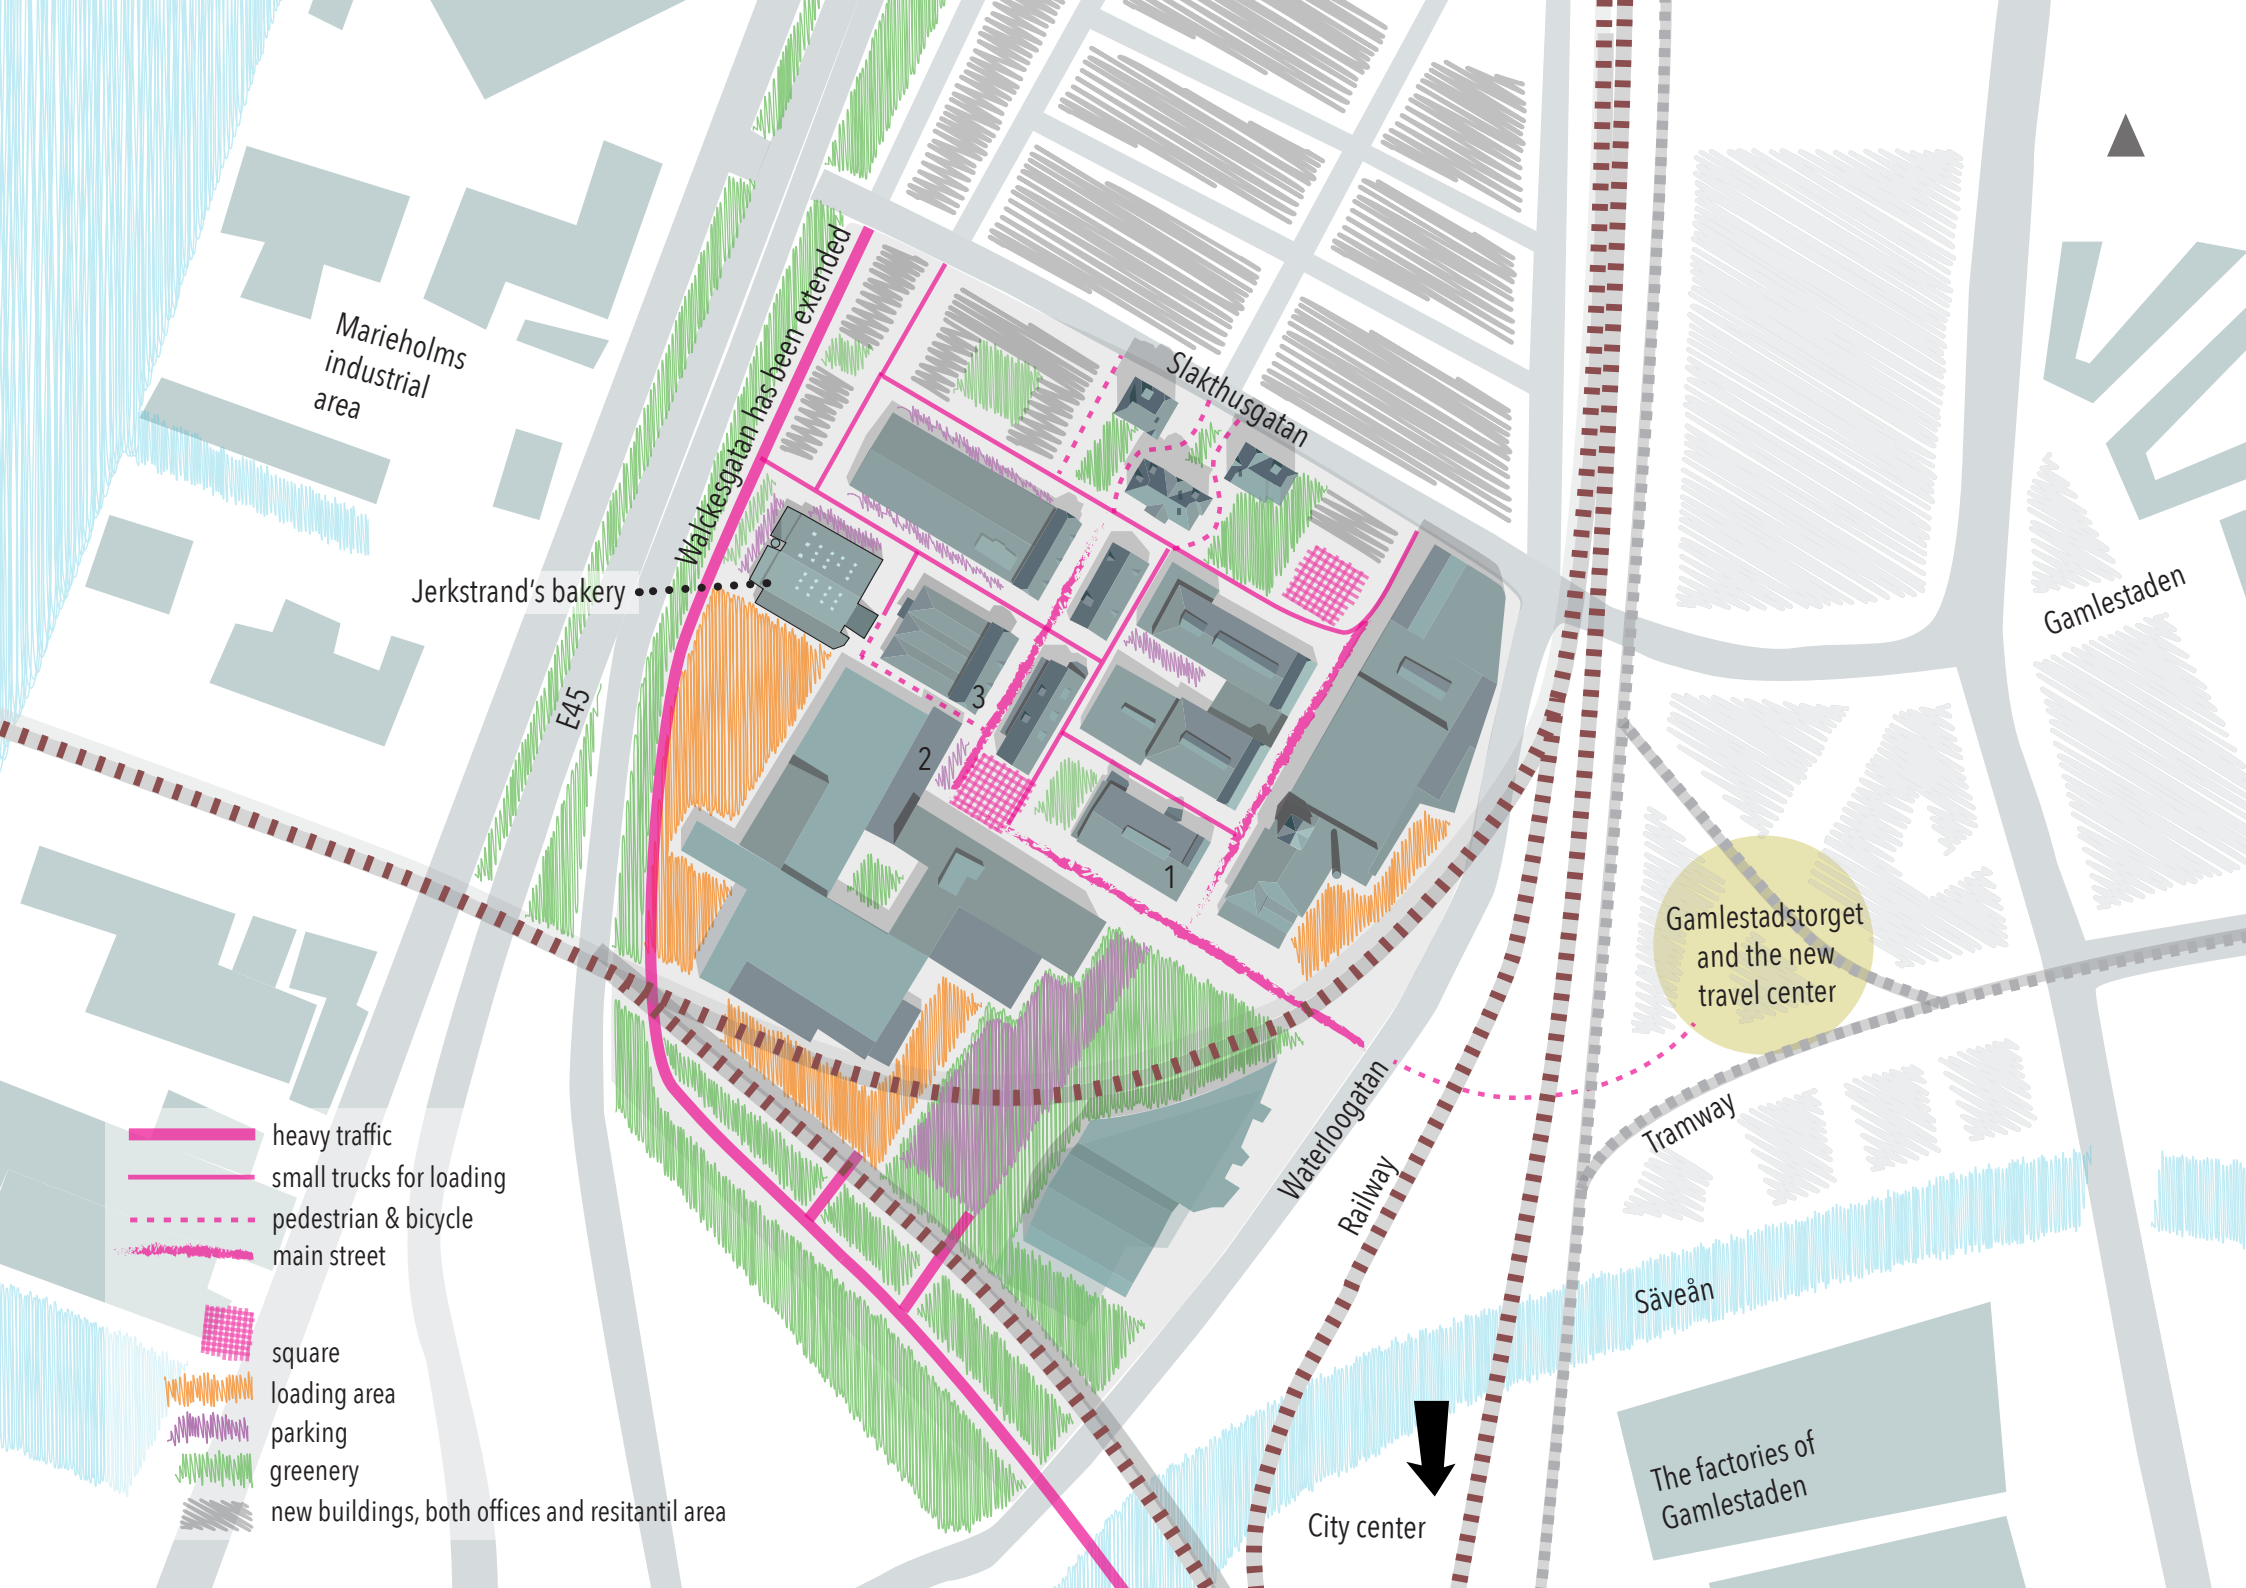 Walckesgatan has been extended
Slakthusgatan
Marieholms
industrial
area
Jerkstrand's bakery
E45
3
2
1
Gamlestaden
Gamlestadstorget
and the new
travel center
Waterloogatan
Railway
Tramway
Säveån
City center
The factories of
Gamlestaden
heavy traffic
small trucks for loading
pedestrian & bicycle
main street
square
loading area
parking
greenery
new buildings, both offices and resitantil area